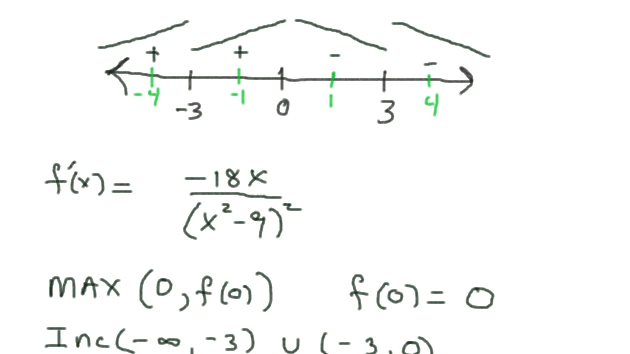 + + - -
-4 -3 -1 0 1 3 4
f'(x) = -18x / (x²-9)²
MAX (0, f(0)) f(0) = 0
Inc (-∞, -3) ∪ (-3, 0)